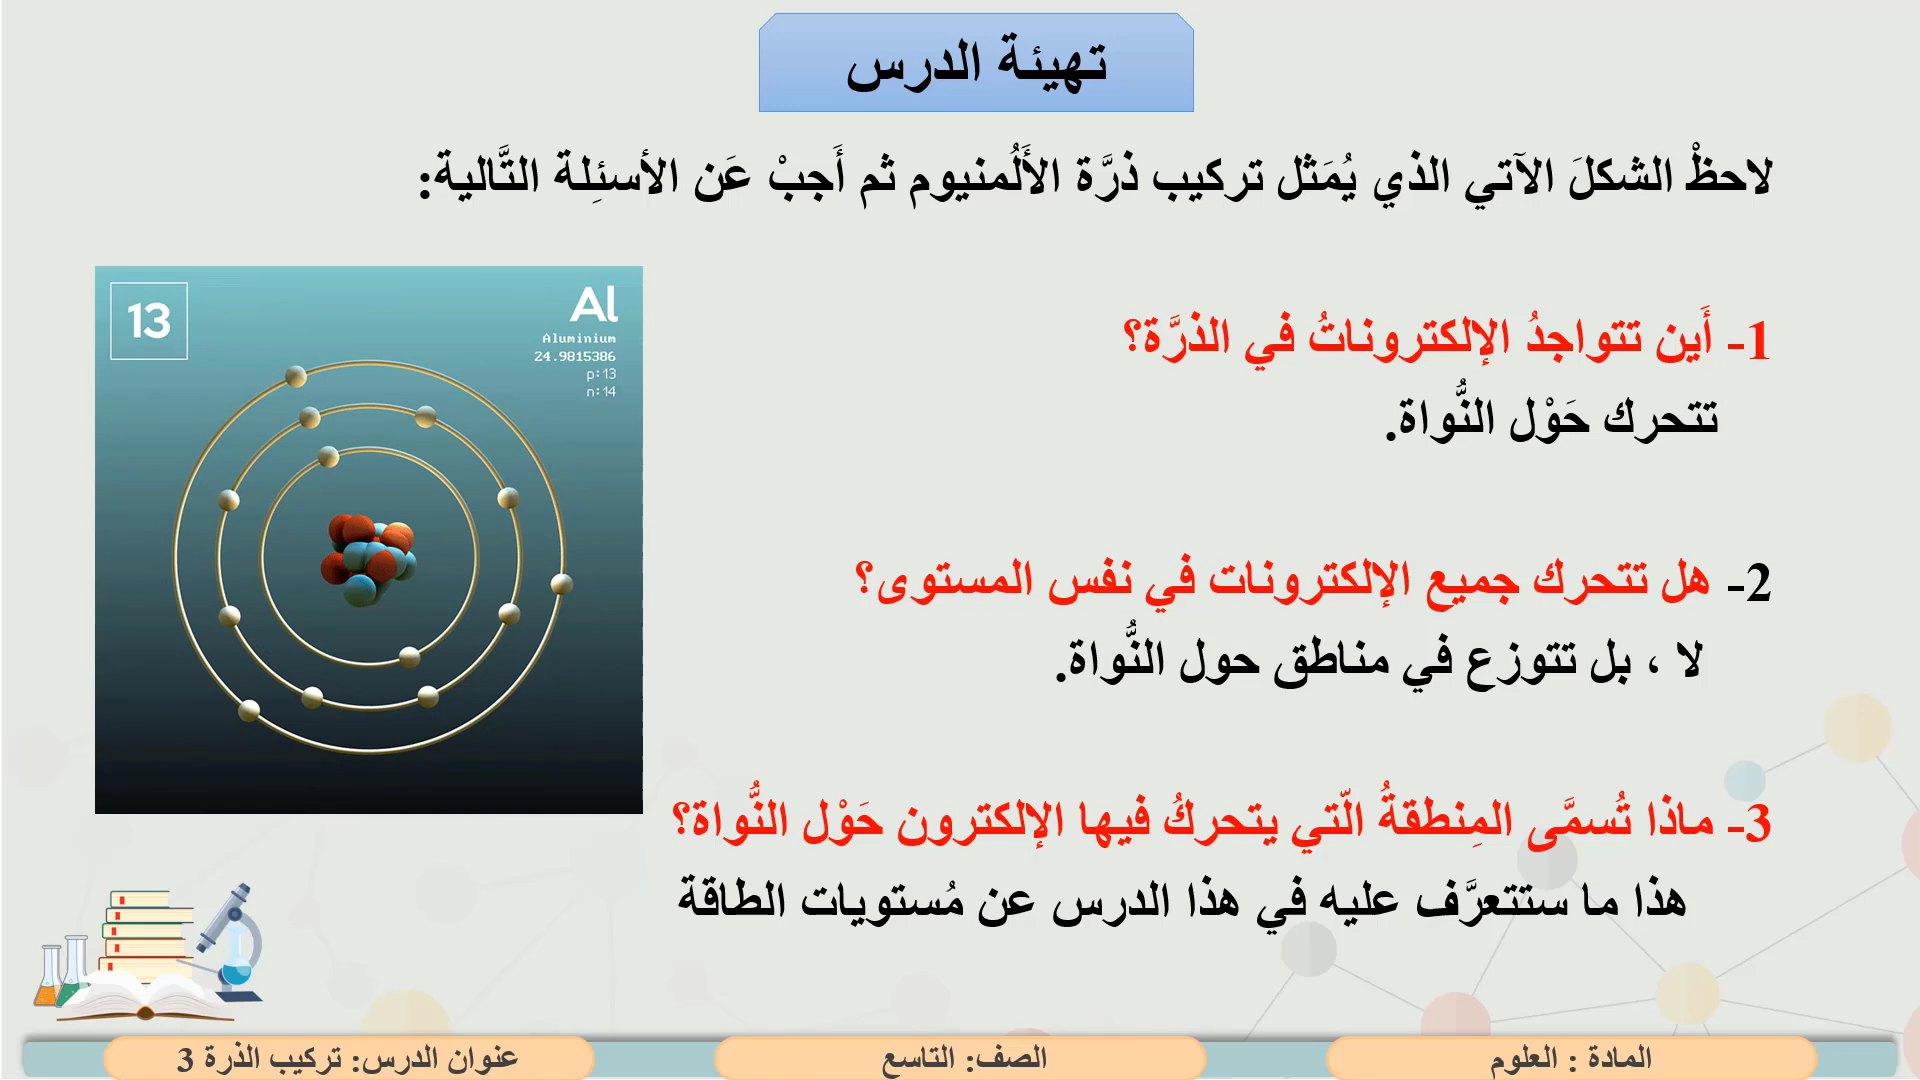 تهيئة الدرس
لاحظْ الشكلَ الآتي الذي يُمَثل تركيب ذرَّة الأَلُمنيوم ثم أَجبْ عَن الأسئِلة التَّالية:
1- أَين تتواجدُ الإلكتروناتُ في الذرَّة؟
تتحرك حَوْل النُّواة.
2- هل تتحرك جميع الإلكترونات في نفس المستوى؟
لا ، بل تتوزع في مناطق حول النُّواة.
3- ماذا تُسمَّى المِنطقةُ الّتي يتحركُ فيها الإلكترون حَوْل النُّواة؟
هذا ما ستتعرَّف عليه في هذا الدرس عن مُستويات الطاقة
13
Al
Aluminium
24.9815386
p:13
n:14
المادة : العلوم
الصف: التاسع
عنوان الدرس: تركيب الذرة 3